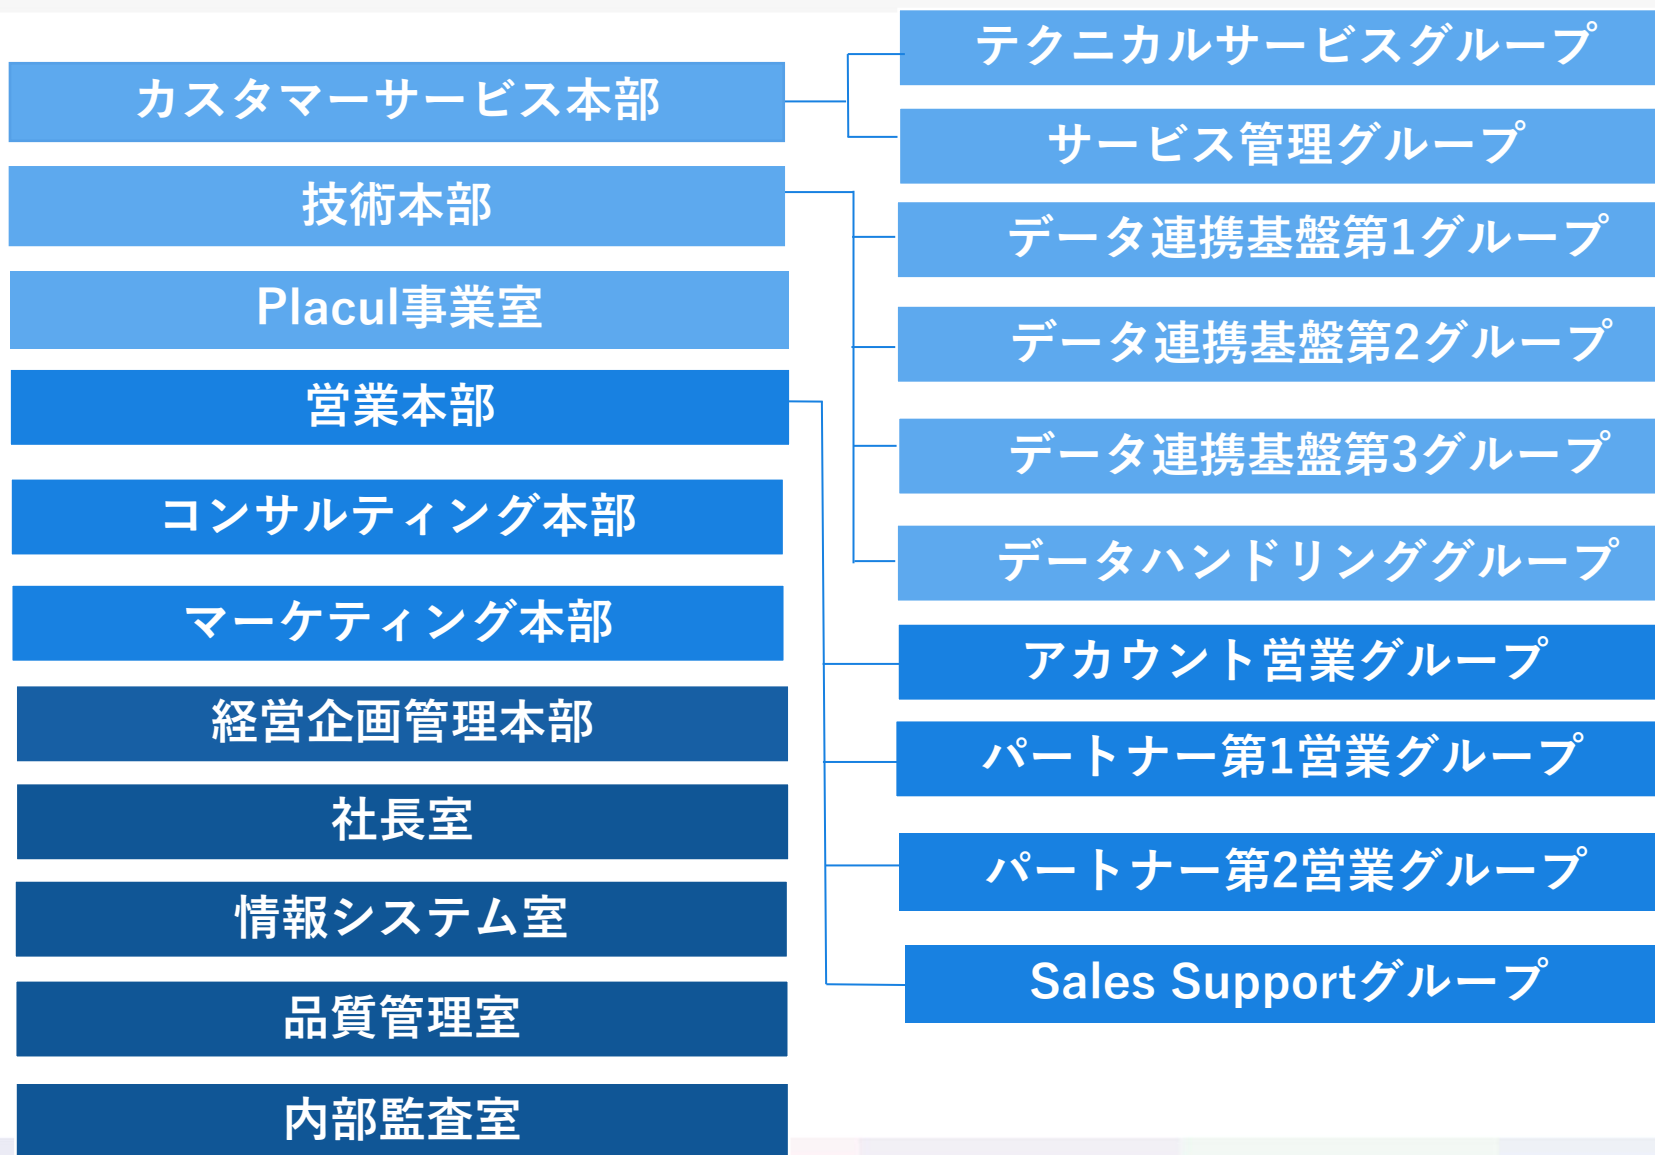 カスタマーサービス本部
技術本部
Placul事業室
営業本部
コンサルティング本部
マーケティング本部
経営企画管理本部
社長室
情報システム室
品質管理室
内部監査室
テクニカルサービスグループ
サービス管理グループ
データ連携基盤第1グループ
データ連携基盤第2グループ
データ連携基盤第3グループ
データハンドリンググループ
アカウント営業グループ
パートナー第1営業グループ
パートナー第2営業グループ
Sales Supportグループ